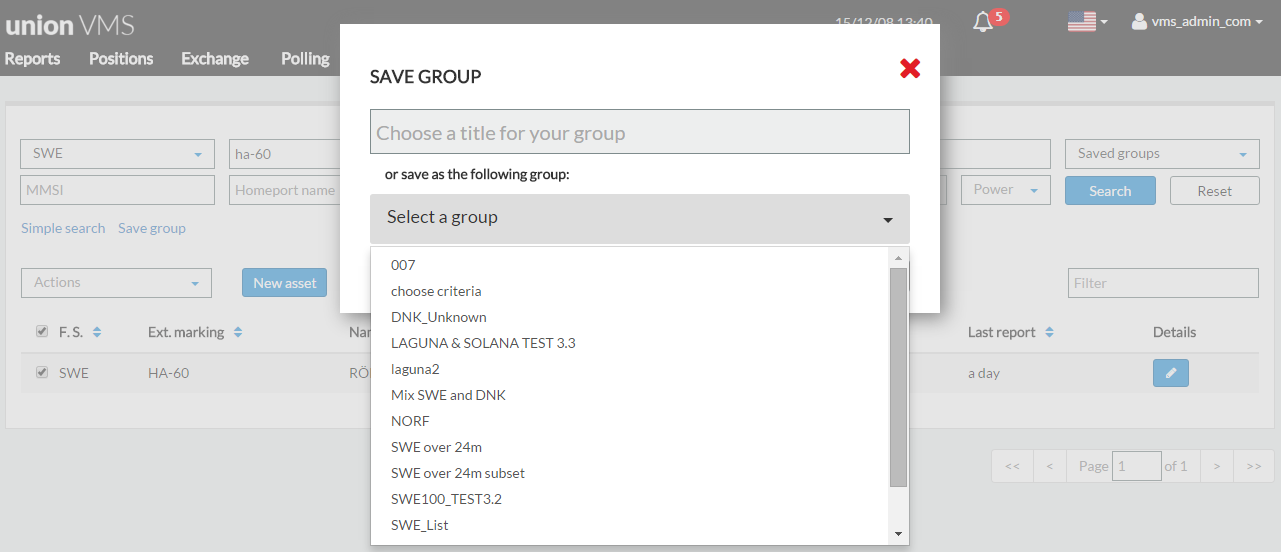 union VMS
15/12/08 13:40
5
vms_admin_com
Reports Positions Exchange Polling
SAVE GROUP
Choose a title for your group
or save as the following group:
Select a group
007
choose criteria
DNK_Unknown
LAGUNA & SOLANA TEST 3.3
laguna2
Mix SWE and DNK
NORF
SWE over 24m
SWE over 24m subset
SWE100_TEST3.2
SWE_List
SWE ha-60 Saved groups
MMSI Homeport name Power Search Reset
Simple search Save group
Actions New asset Filter
F. S. Ext. marking Last report Details
SWE HA-60 a day
<< < Page 1 of 1 > >>